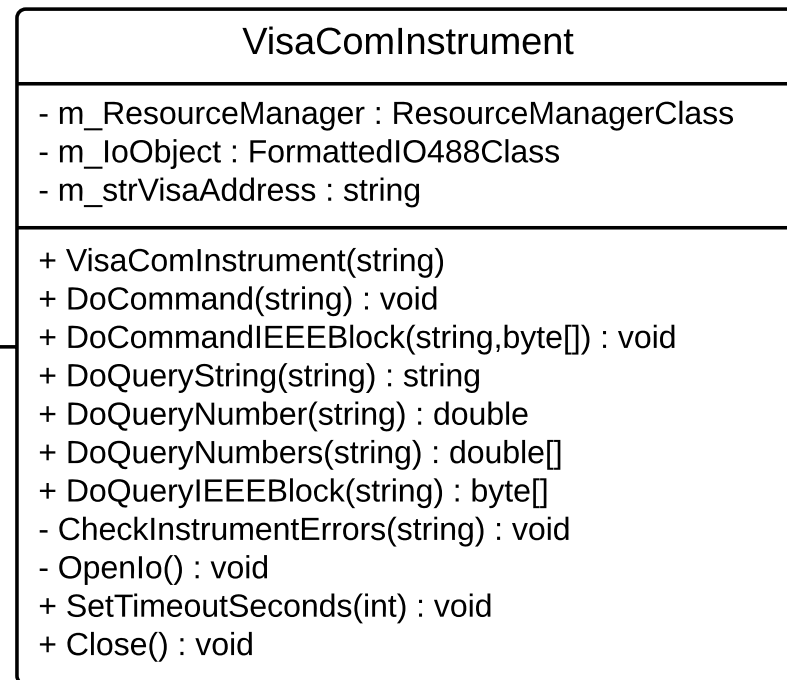 VisaComInstrument
- m_ResourceManager : ResourceManagerClass
- m_IoObject : FormattedIO488Class
- m_strVisaAddress : string
+ VisaComInstrument(string)
+ DoCommand(string) : void
+ DoCommandIEEEBlock(string,byte[]) : void
+ DoQueryString(string) : string
+ DoQueryNumber(string) : double
+ DoQueryNumbers(string) : double[]
+ DoQueryIEEEBlock(string) : byte[]
- CheckInstrumentErrors(string) : void
- OpenIo() : void
+ SetTimeoutSeconds(int) : void
+ Close() : void